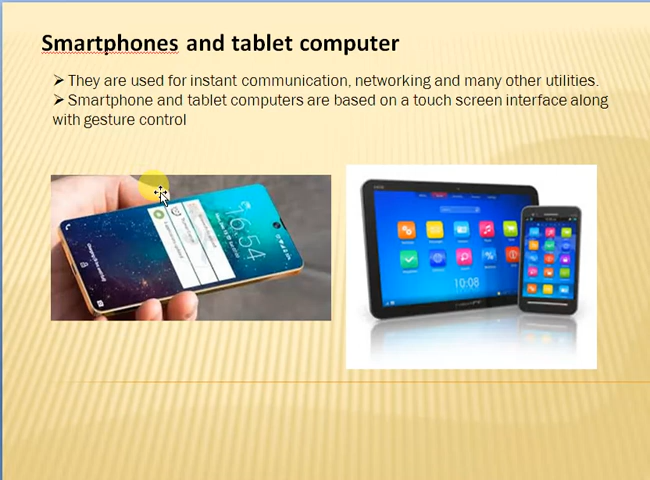 Smartphones and tablet computer
➢ They are used for instant communication, networking and many other utilities.
➢ Smartphone and tablet computers are based on a touch screen interface along
with gesture control
16:54
10:08